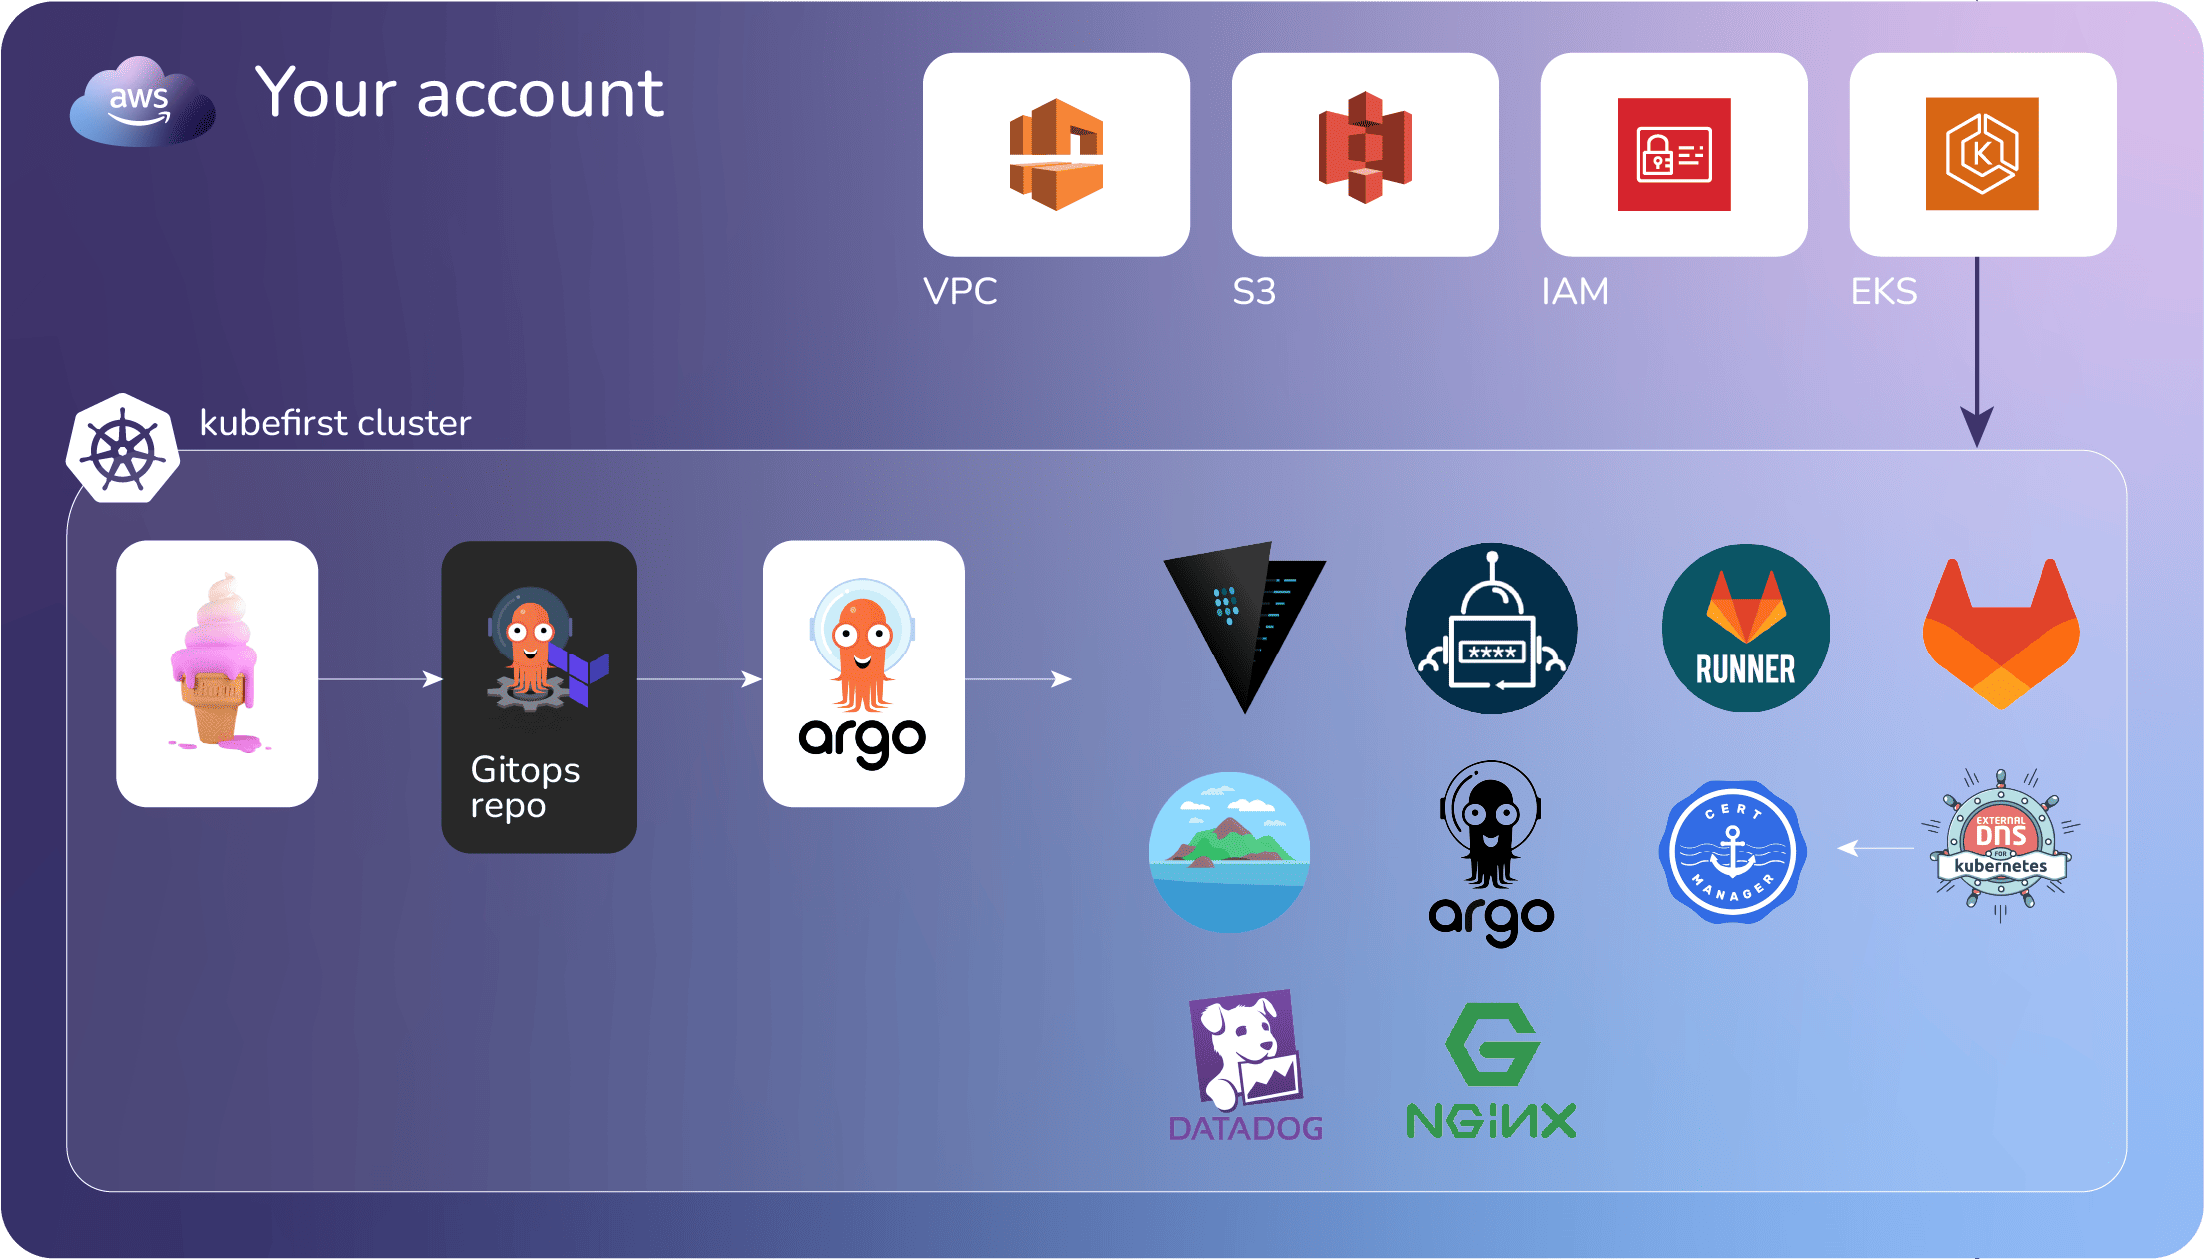 aws
Your account
VPC
S3
IAM
EKS
kubefirst cluster
Gitops
repo
argo
****
RUNNER
argo
CERT
MANAGER
EXTERNAL
DNS
FOR
kubernetes
DATADOG
NGINX